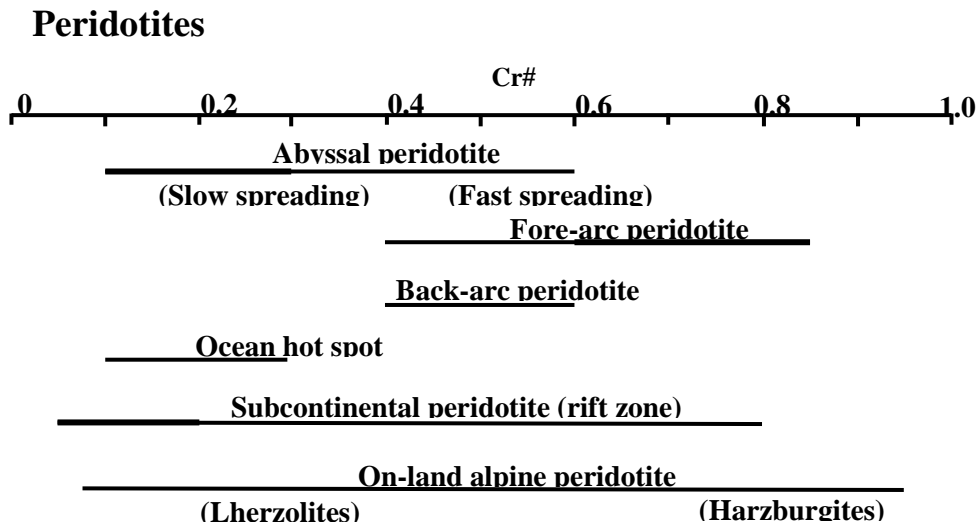 Peridotites
Cr#
0 0.2 0.4 0.6 0.8 1.0
Abyssal peridotite
(Slow spreading) (Fast spreading)
Fore-arc peridotite
Back-arc peridotite
Ocean hot spot
Subcontinental peridotite (rift zone)
On-land alpine peridotite
(Lherzolites) (Harzburgites)